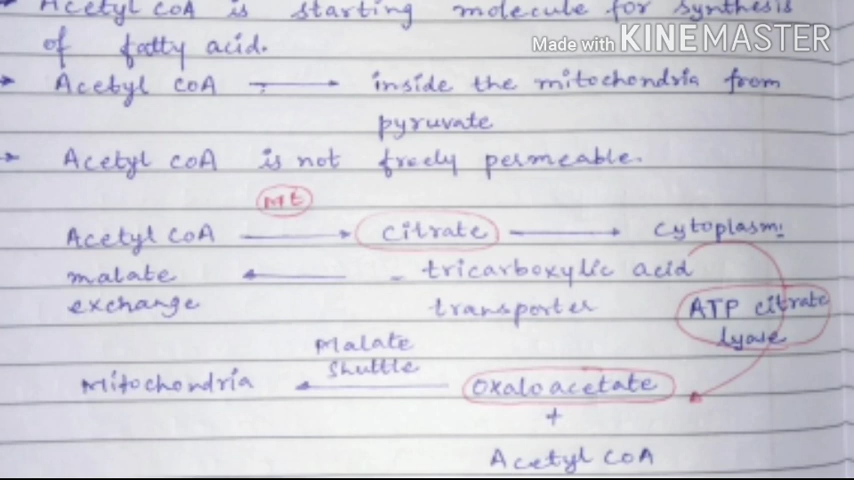 Acetyl CoA is starting molecule for synthesis
of fatty acid.
Made with KINEMASTER
Acetyl CoA → inside the mitochondria from
pyruvate
Acetyl CoA is not freely permeable.
Mt
Acetyl CoA → Citrate → Cytoplasm
malate ← tricarboxylic acid
exchange transporter
ATP citrate
lyase
Malate
Shuttle
Mitochondria ← Oxaloacetate
+
Acetyl CoA